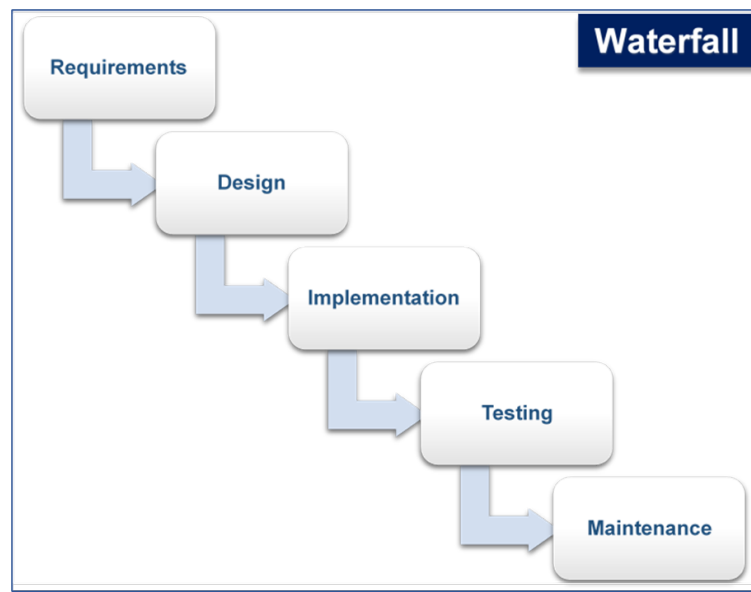 Waterfall
Requirements
Design
Implementation
Testing
Maintenance